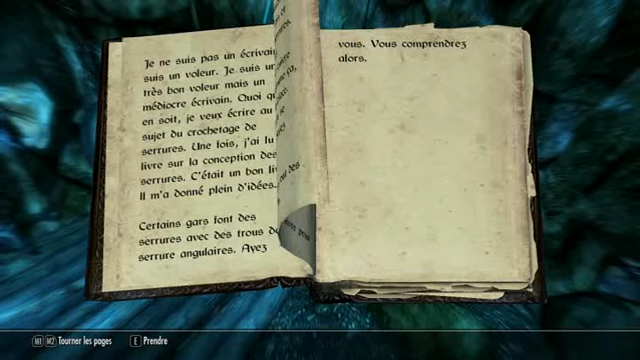 Je ne suis pas un écrivain
suis un voleur. Je suis un
très bon voleur mais un
médiocre écrivain. Quoi qu
en soit, je veux écrire au
sujet du crochetage de
serrures. Une fois, j'ai lu
livre sur la conception des
serrures. C'était un bon li
Il m'a donné plein d'idées.
Certains gars font des
serrures avec des trous d
serrure angulaires. Ayez
vous. Vous comprendrez
alors.
M1 M2 Tourner les pages E Prendre